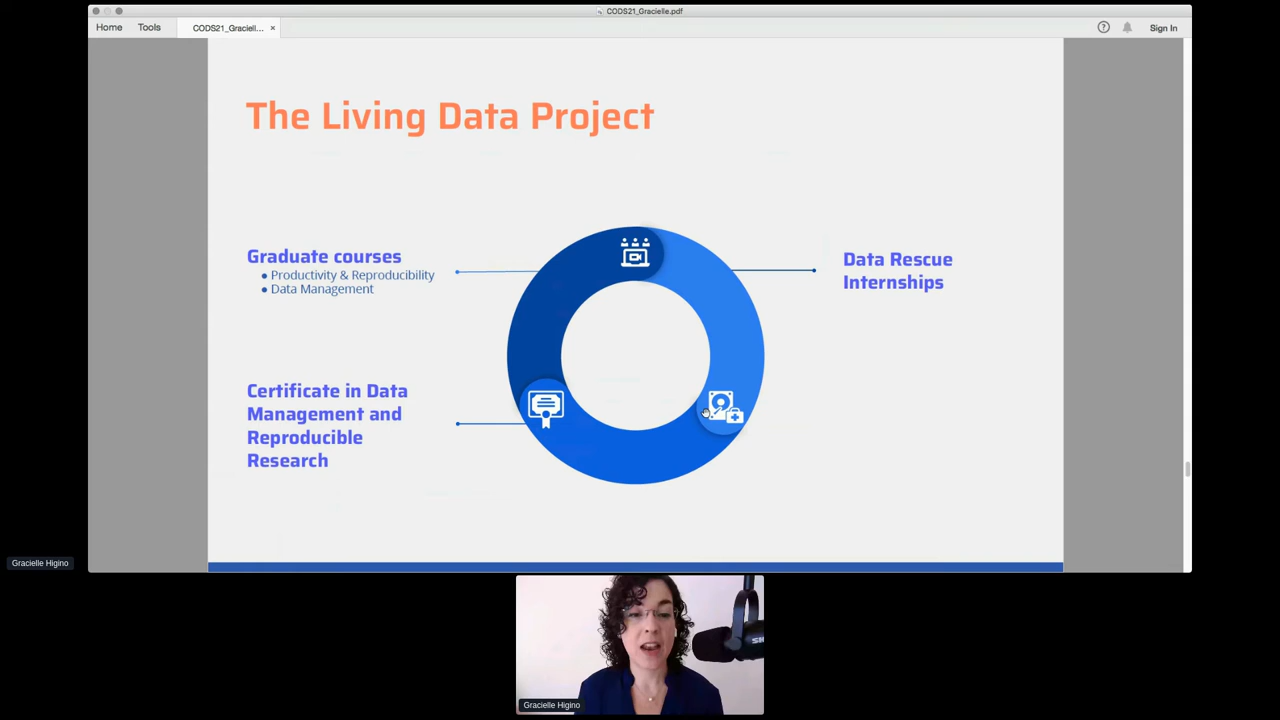 CODS21_Gracielle.pdf
Home
Tools
CODS21_Graciell...
×
?
Sign In
The Living Data Project
Graduate courses
● Productivity & Reproducibility
● Data Management
Data Rescue
Internships
Certificate in Data
Management and
Reproducible
Research
Gracielle Higino
Gracielle Higino